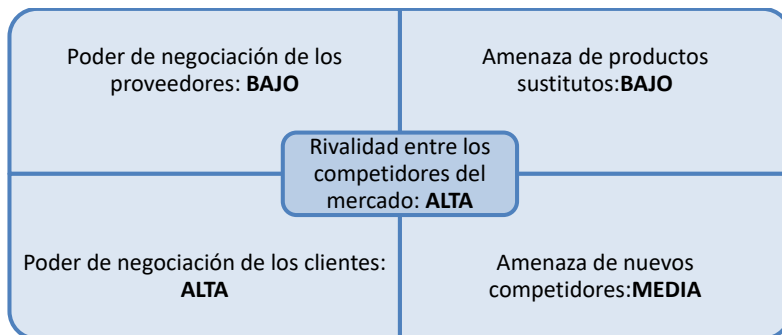 Poder de negociación de los
proveedores: BAJO
Amenaza de productos
sustitutos:BAJO
Rivalidad entre los
competidores del
mercado: ALTA
Poder de negociación de los clientes:
ALTA
Amenaza de nuevos
competidores:MEDIA